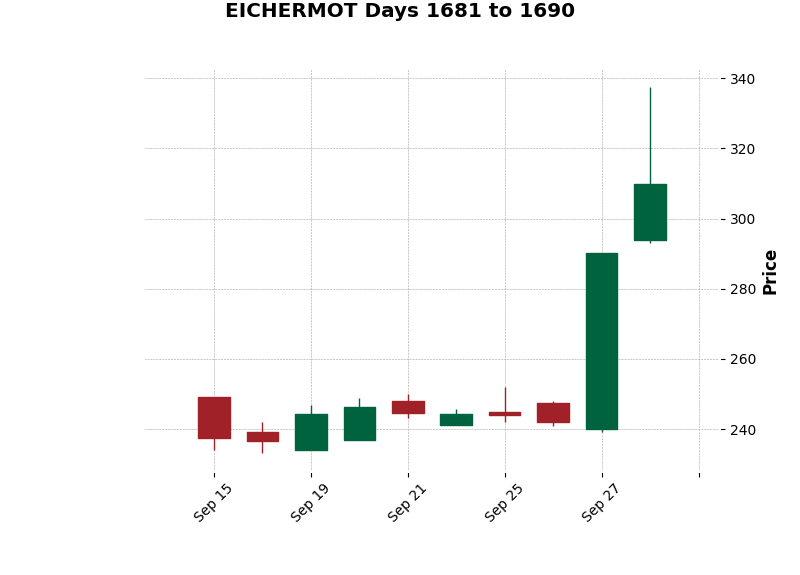 EICHERMOT Days 1681 to 1690
340
320
300
280
260
240
Price
Sep 15
Sep 19
Sep 21
Sep 25
Sep 27